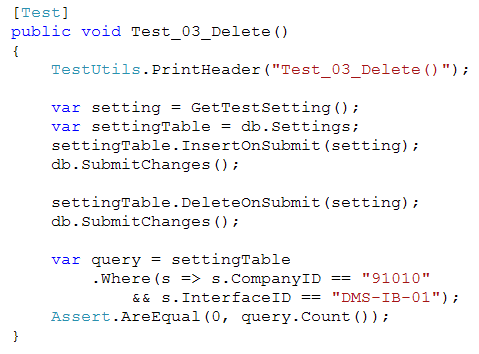 [Test]
public void Test_03_Delete()
{
    TestUtils.PrintHeader("Test_03_Delete()");

    var setting = GetTestSetting();
    var settingTable = db.Settings;
    settingTable.InsertOnSubmit(setting);
    db.SubmitChanges();

    settingTable.DeleteOnSubmit(setting);
    db.SubmitChanges();

    var query = settingTable
        .Where(s => s.CompanyID == "91010"
            && s.InterfaceID == "DMS-IB-01");
    Assert.AreEqual(0, query.Count());
}